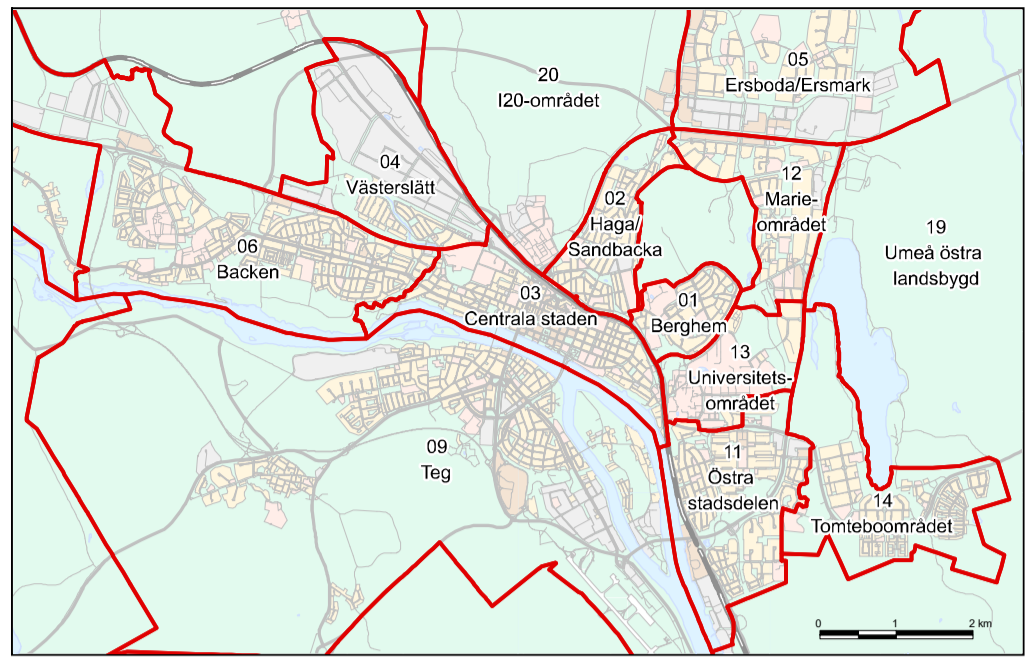 05
Ersboda/Ersmark
20
I20-området
04
Västerslätt
12
Marie-
området
02
Haga/
Sandbacka
19
Umeå östra
landsbygd
06
Backen
03
Centrala staden
01
Berghem
13
Universitets-
området
09
Teg
11
Östra
stadsdelen
14
Tomteboområdet
0 1 2 km